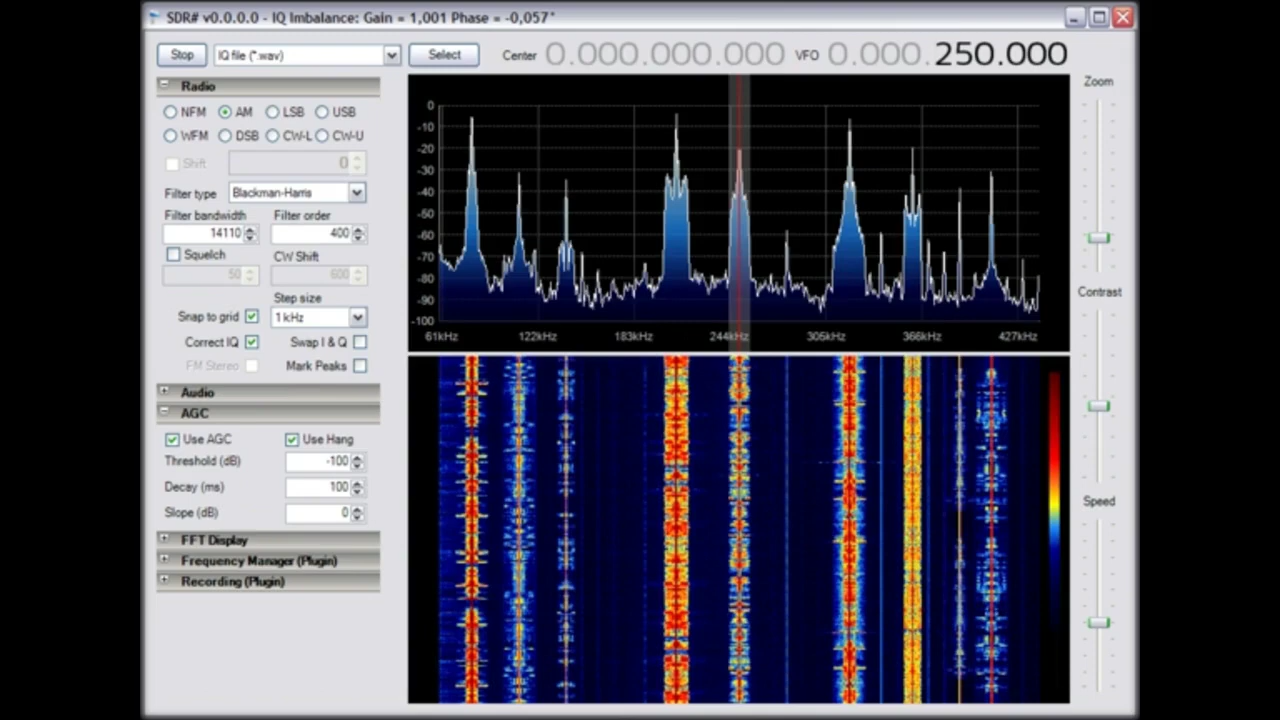 SDR# v0.0.0.0 - IQ Imbalance: Gain = 1,001 Phase = -0,057°
Stop IQ file (*.wav) Select Center 0.000.000.000 VFO 0.000.250.000
Radio
NFM AM LSB USB
WFM DSB CW-L CW-U
Shift 0
Filter type Blackman-Harris
Filter bandwidth Filter order
14110 400
Squelch CW Shift
50 600
Step size
Snap to grid 1 kHz
Correct IQ Swap I & Q
FM Stereo Mark Peaks
Audio
AGC
Use AGC Use Hang
Threshold (dB) -100
Decay (ms) 100
Slope (dB) 0
FFT Display
Frequency Manager (Plugin)
Recording (Plugin)
0
-10
-20
-30
-40
-50
-60
-70
-80
-90
-100
61kHz 122kHz 183kHz 244kHz 305kHz 366kHz 427kHz
Zoom
Contrast
Speed